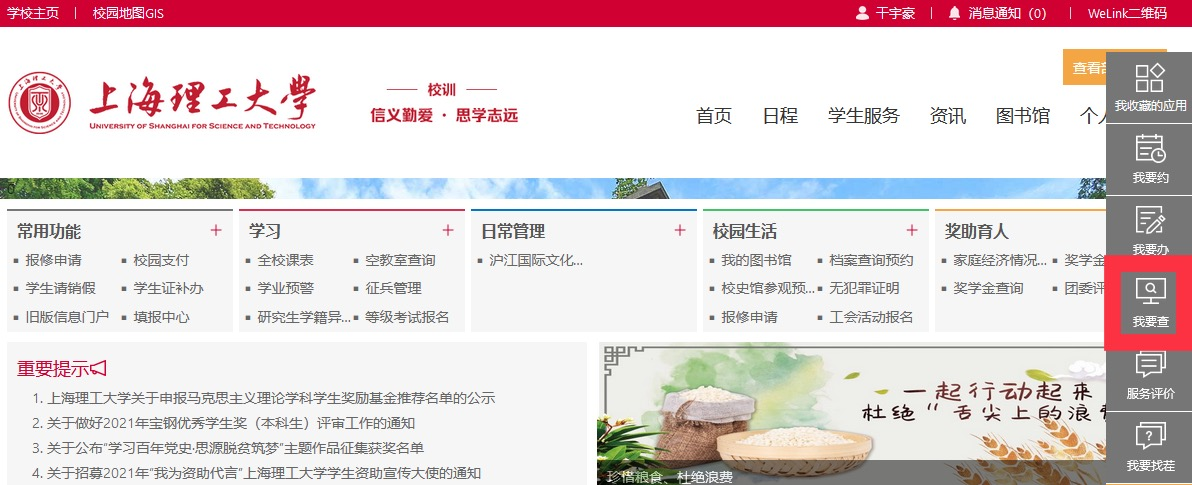 学校主页 | 校园地图GIS
干宇豪 | 消息通知（0） | WeLink二维码
上海理工大学
UNIVERSITY OF SHANGHAI FOR SCIENCE AND TECHNOLOGY
校训
信义勤爱 · 思学志远
查看
首页 日程 学生服务 资讯 图书馆 个人
我收藏的应用
我要约
我要办
我要查
服务评价
我要找茬
常用功能 +
报修申请 校园支付
学生请销假 学生证补办
旧版信息门户 填报中心
学习 +
全校课表 空教室查询
学业预警 征兵管理
研究生学籍异... 等级考试报名
日常管理 +
沪江国际文化...
校园生活 +
我的图书馆 档案查询预约
校史馆参观预... 无犯罪证明
报修申请 工会活动报名
奖助育人
家庭经济情况... 奖学金
奖学金查询 团委评
重要提示
1. 上海理工大学关于申报马克思主义理论学科学生奖励基金推荐名单的公示
2. 关于做好2021年宝钢优秀学生奖（本科生）评审工作的通知
3. 关于公布“学习百年党史·思源脱贫筑梦”主题作品征集获奖名单
4. 关于招募2021年“我为资助代言”上海理工大学学生资助宣传大使的通知
一起行动起来
杜绝“舌尖上的浪费
珍惜粮食、杜绝浪费